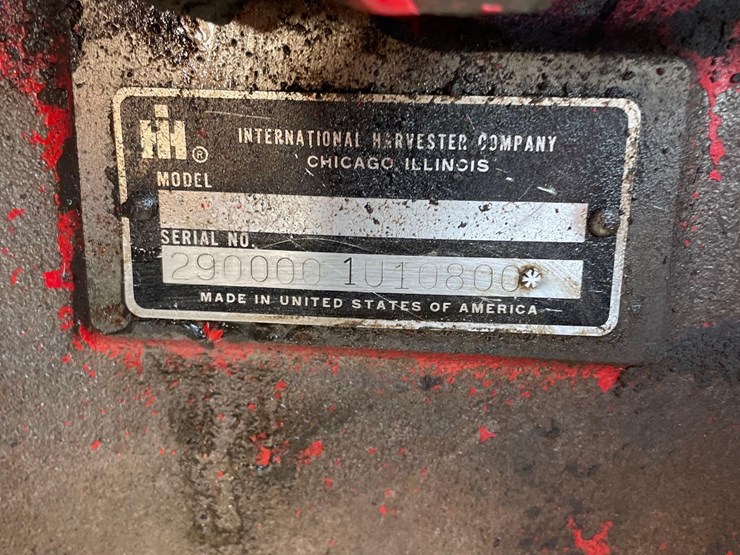 IH ®
INTERNATIONAL HARVESTER COMPANY
CHICAGO, ILLINOIS
MODEL
SERIAL NO.
290000 1U10800*
MADE IN UNITED STATES OF AMERICA